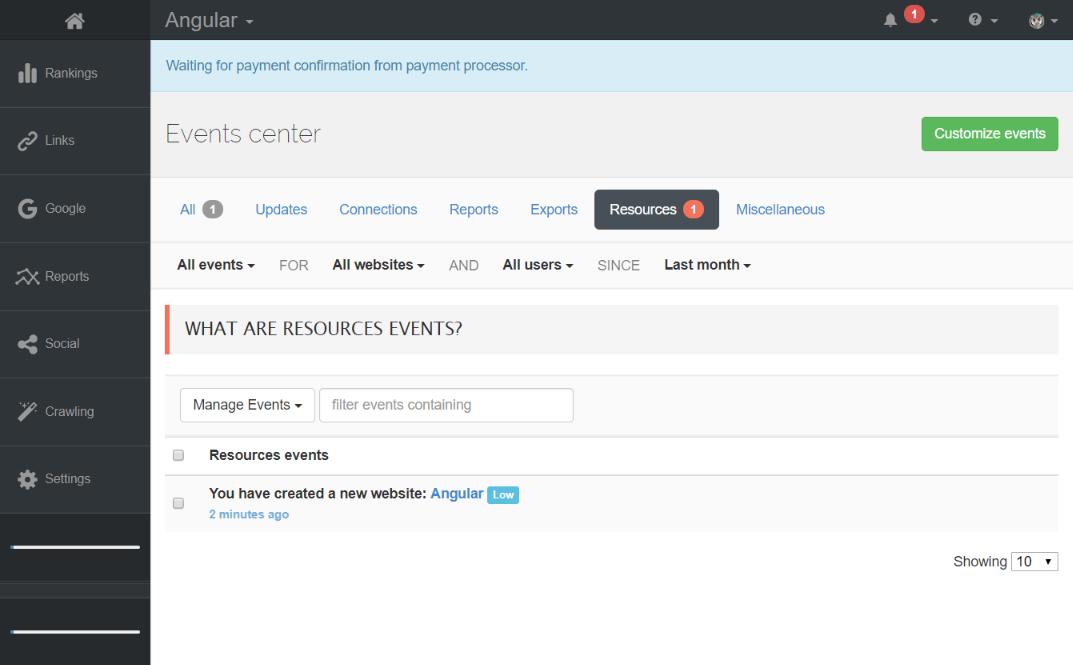 Angular
1
Rankings
Links
Google
Reports
Social
Crawling
Settings
Waiting for payment confirmation from payment processor.
Events center
Customize events
All 1 Updates Connections Reports Exports Resources 1 Miscellaneous
All events FOR All websites AND All users SINCE Last month
WHAT ARE RESOURCES EVENTS?
Manage Events filter events containing
Resources events
You have created a new website: Angular Low
2 minutes ago
Showing 10